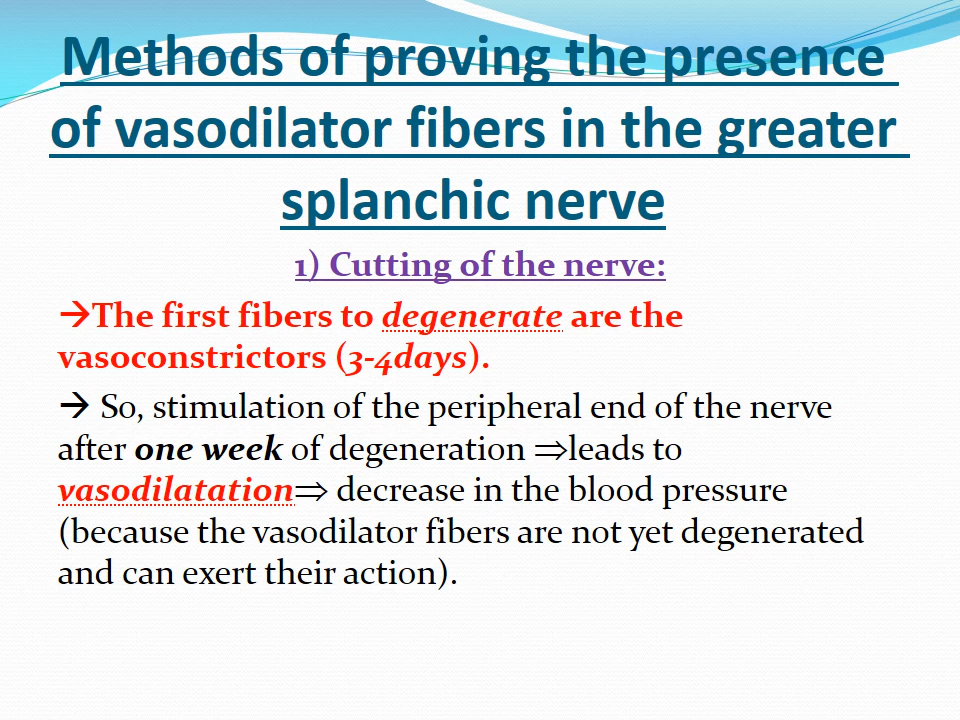 Methods of proving the presence
of vasodilator fibers in the greater
splanchic nerve
1) Cutting of the nerve:
→The first fibers to degenerate are the
vasoconstrictors (3-4days).
→ So, stimulation of the peripheral end of the nerve
after one week of degeneration ⇒leads to
vasodilatation⇒ decrease in the blood pressure
(because the vasodilator fibers are not yet degenerated
and can exert their action).